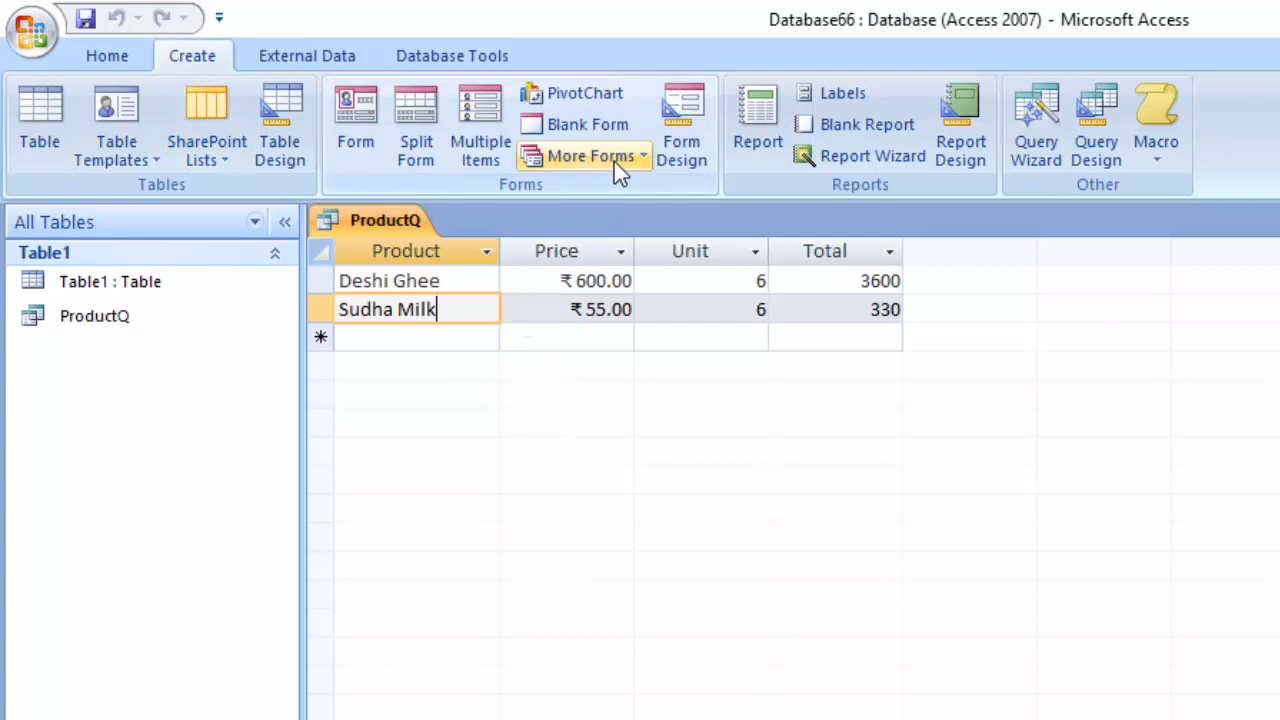 Database66 : Database (Access 2007) - Microsoft Access
Home Create External Data Database Tools
Table
Table Templates
SharePoint Lists
Table Design
Tables
Form
Split Form
Multiple Items
PivotChart
Blank Form
More Forms
Form Design
Forms
Report
Labels
Blank Report
Report Wizard
Report Design
Reports
Query Wizard
Query Design
Macro
Other
All Tables «
Table1
Table1 : Table
ProductQ
ProductQ
Product Price Unit Total
Deshi Ghee ₹ 600.00 6 3600
Sudha Milk ₹ 55.00 6 330